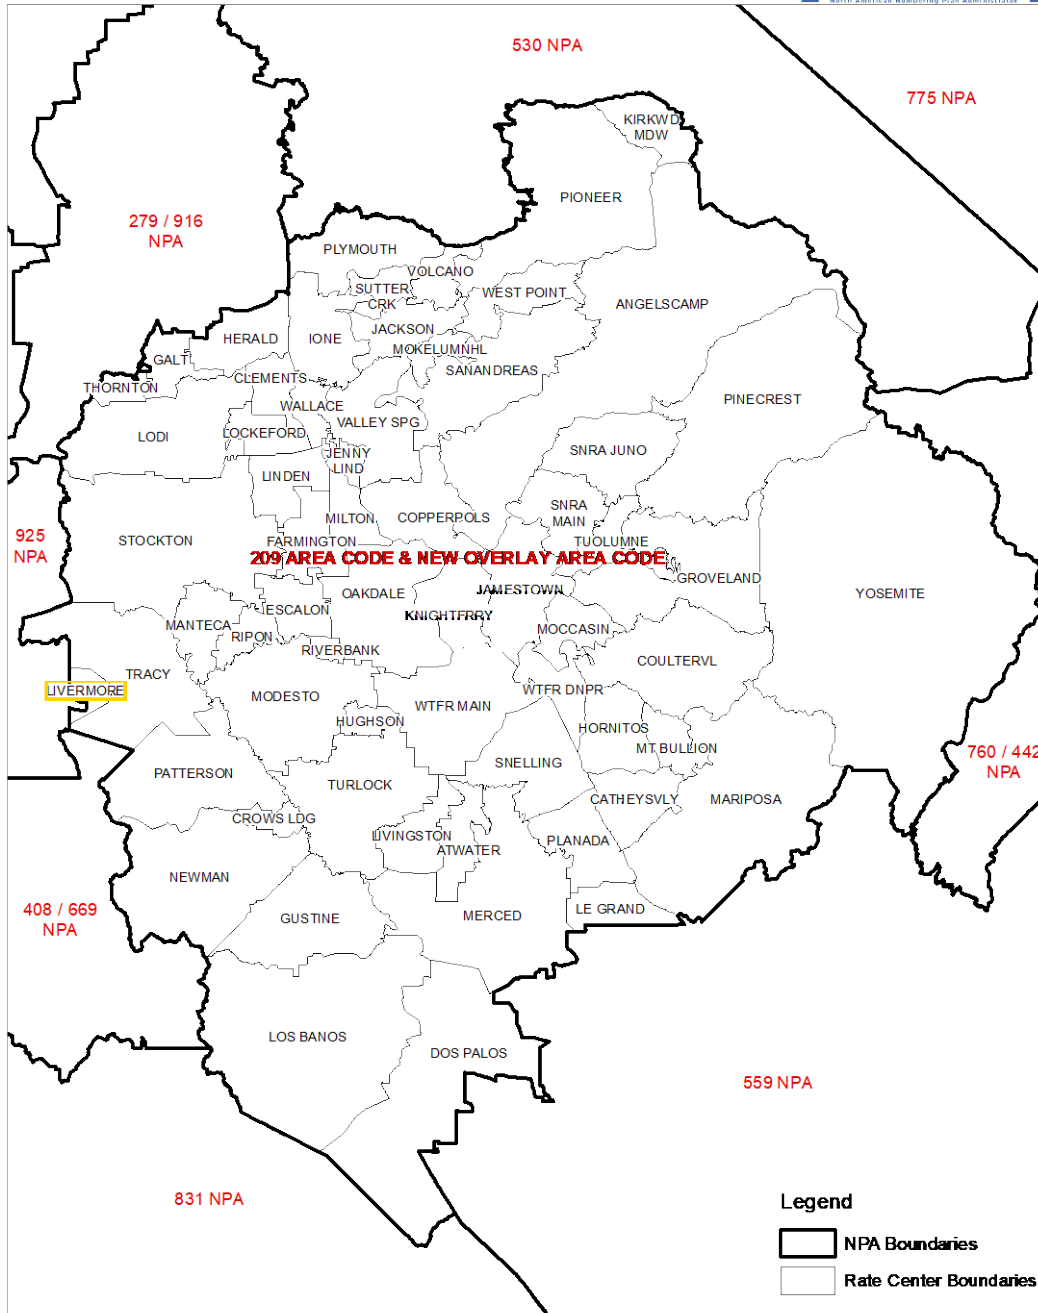 North American Numbering Plan Administrator
530 NPA
775 NPA
KIRKWD
MDW
PIONEER
279 / 916
NPA
PLYMOUTH
VOLCANO
SUTTER
CRK
WEST POINT
ANGELSCAMP
HERALD
IONE
JACKSON
MOKELUMNHL
GALT
SANANDREAS
THORNTON
CLEMENTS
PINECREST
WALLACE
VALLEY SPG
LODI
LOCKEFORD
JENNY
LIND
SNRA JUNO
LINDEN
SNRA
MAIN
MILTON
COPPERPOLS
925
NPA
STOCKTON
FARMINGTON
TUOLUMNE
209 AREA CODE & NEW OVERLAY AREA CODE
GROVELAND
OAKDALE
JAMESTOWN
YOSEMITE
ESCALON
KNIGHTFRRY
MANTECA
RIPON
MOCCASIN
RIVERBANK
COULTERVL
TRACY
LIVERMORE
MODESTO
WTFR MAIN
WTFR DNPR
HUGHSON
HORNITOS
MT BULLION
760 / 442
NPA
PATTERSON
SNELLING
TURLOCK
CATHEYSVLY
MARIPOSA
CROWS LDG
LIVINGSTON
ATWATER
PLANADA
NEWMAN
408 / 669
NPA
GUSTINE
MERCED
LE GRAND
LOS BANOS
DOS PALOS
559 NPA
831 NPA
Legend
NPA Boundaries
Rate Center Boundaries